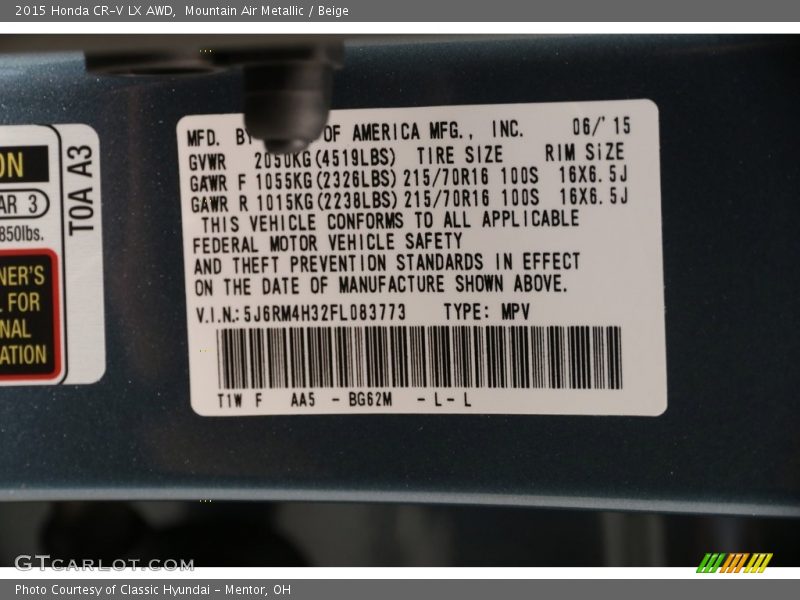 2015 Honda CR-V LX AWD, Mountain Air Metallic / Beige
MFD. BY OF AMERICA MFG., INC. 06/'15
GVWR 2050KG(4519LBS) TIRE SIZE RIM SIZE
GAWR F 1055KG(2326LBS) 215/70R16 100S 16X6.5J
GAWR R 1015KG(2238LBS) 215/70R16 100S 16X6.5J
THIS VEHICLE CONFORMS TO ALL APPLICABLE
FEDERAL MOTOR VEHICLE SAFETY
AND THEFT PREVENTION STANDARDS IN EFFECT
ON THE DATE OF MANUFACTURE SHOWN ABOVE.
V.I.N.:5J6RM4H32FL083773 TYPE: MPV
T1W F AA5 - BG62M - L- L
ON
AR 3
850lbs.
NER'S
L FOR
NAL
ATION
T0A A3
GTCARLOT.COM
Photo Courtesy of Classic Hyundai - Mentor, OH